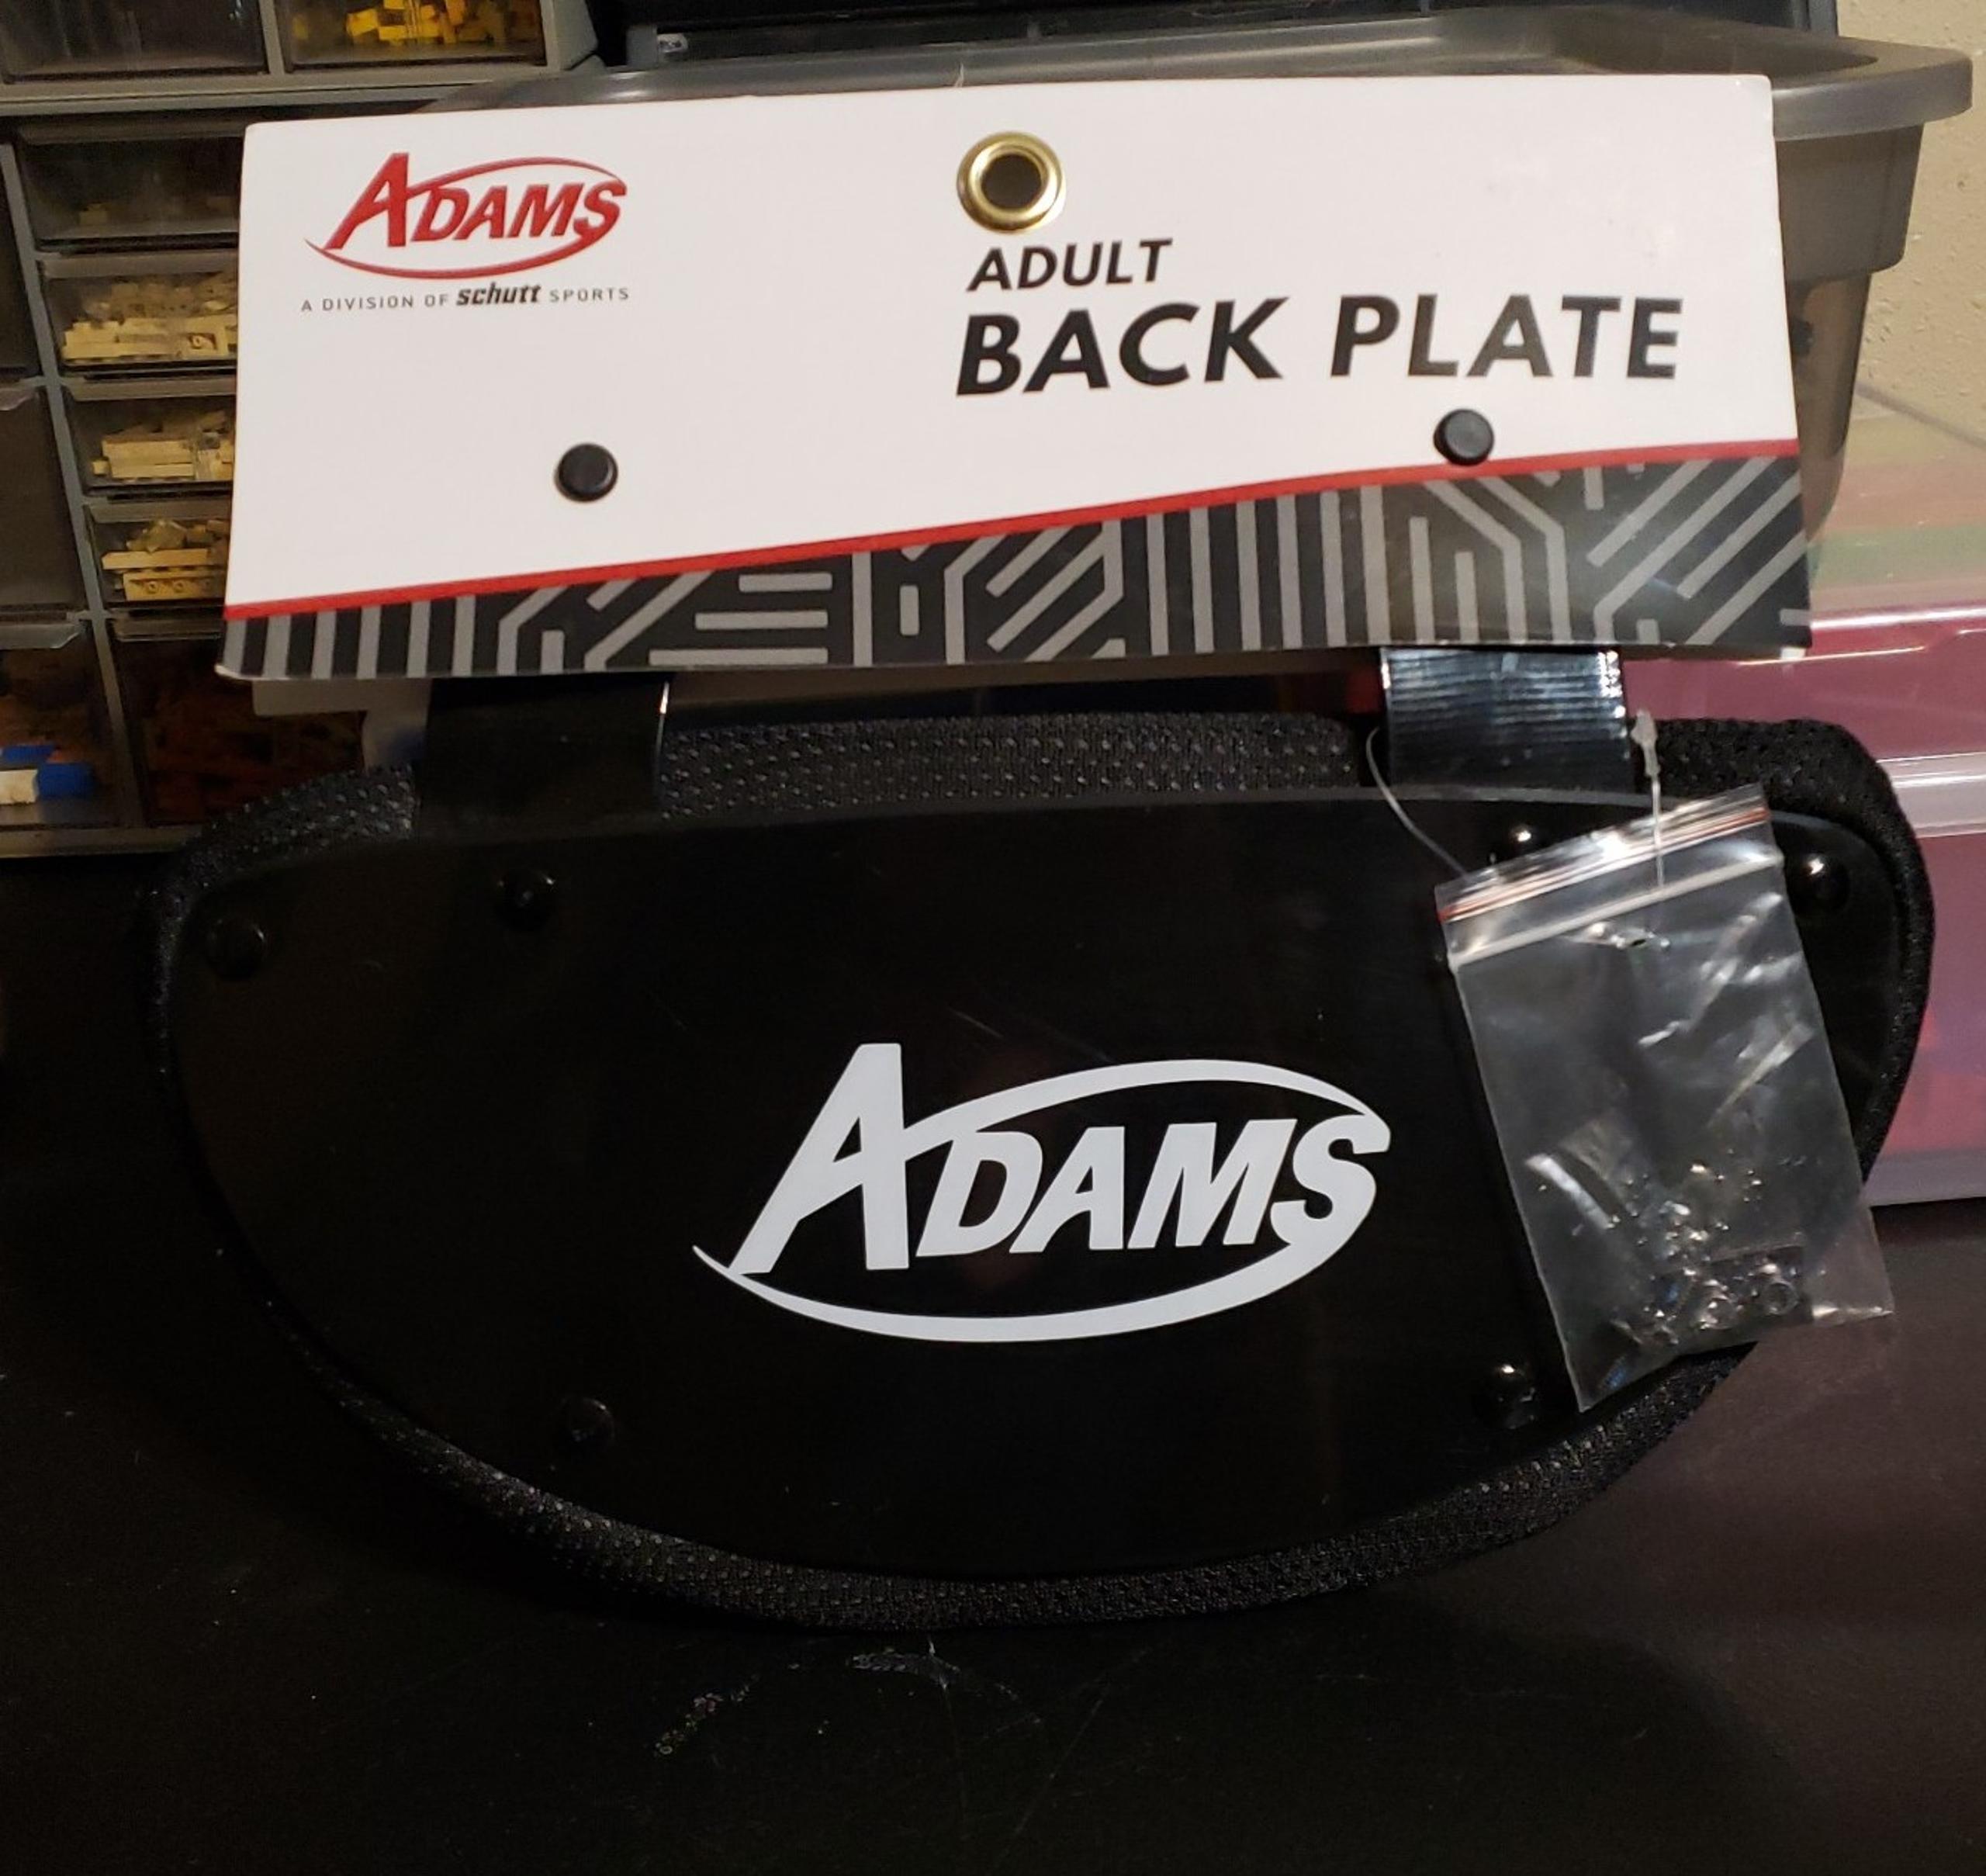 ADAMS
A DIVISION OF schutt SPORTS
ADULT
BACK PLATE
ADAMS